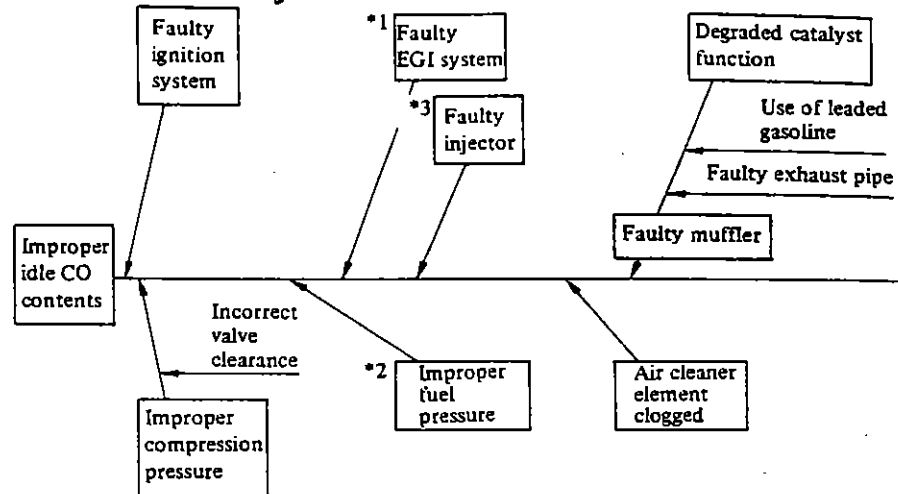 Faulty
ignition
system
*1
Faulty
EGI system
*3
Faulty
injector
Degraded catalyst
function
Use of leaded
gasoline
Faulty exhaust pipe
Faulty muffler
Improper
idle CO
contents
Incorrect
valve
clearance
Improper
compression
pressure
*2
Improper
fuel
pressure
Air cleaner
element
clogged